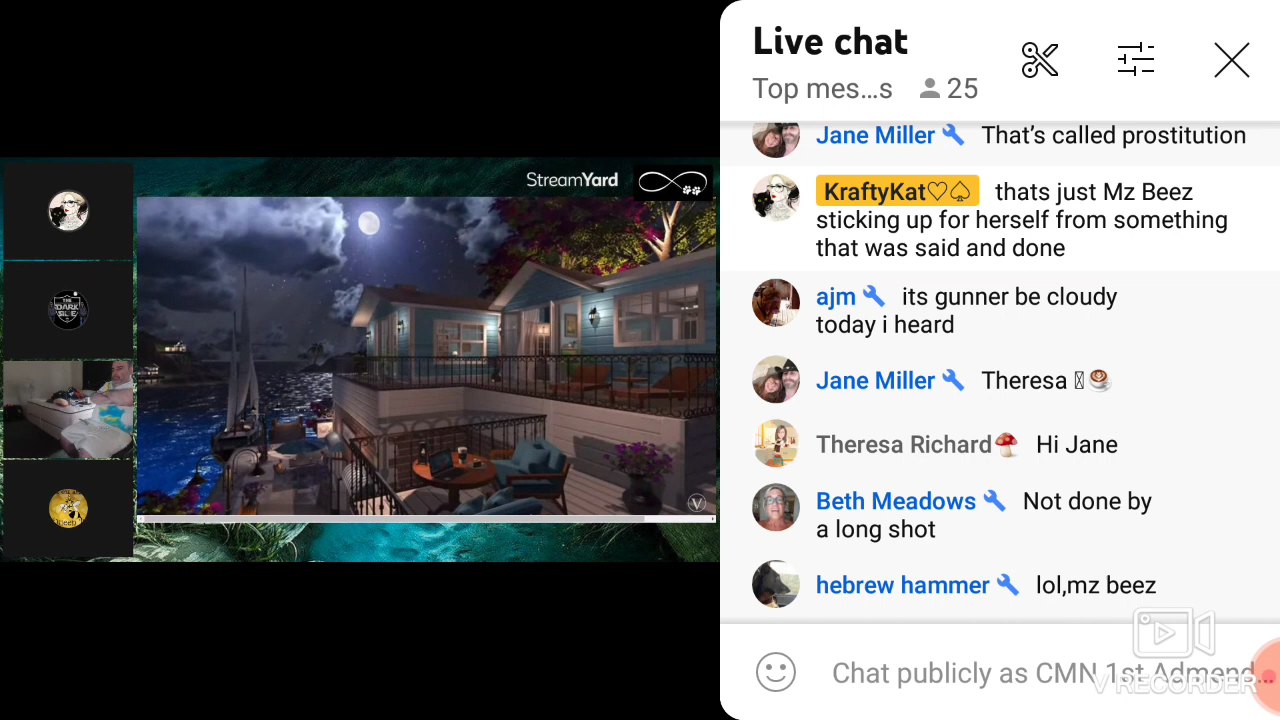 Live chat
Top mes...s 25
Jane Miller That's called prostitution
KraftyKat♡♤ thats just Mz Beez
sticking up for herself from something
that was said and done
ajm its gunner be cloudy
today i heard
Jane Miller Theresa
Theresa Richard Hi Jane
Beth Meadows Not done by
a long shot
hebrew hammer lol,mz beez
Chat publicly as CMN 1st Admend...
V RECORDER
StreamYard
THE
DARK
V